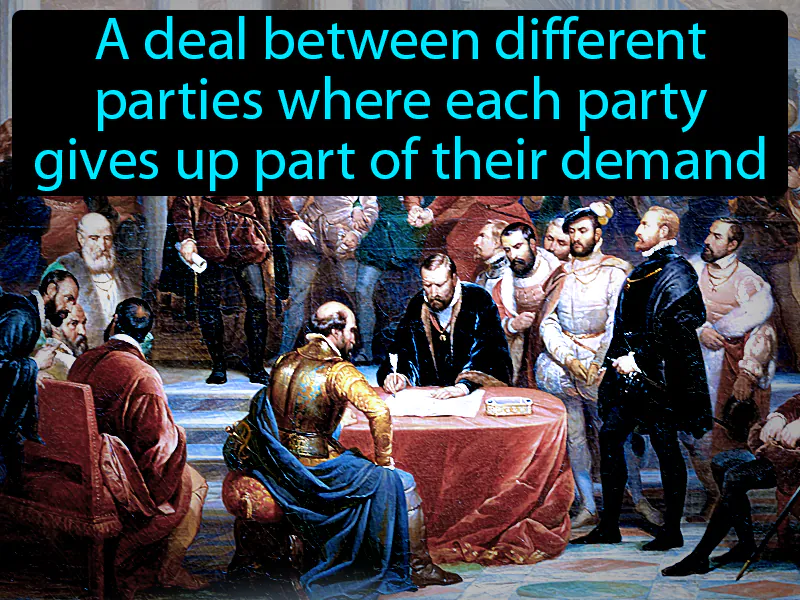 A deal between different
parties where each party
gives up part of their demand